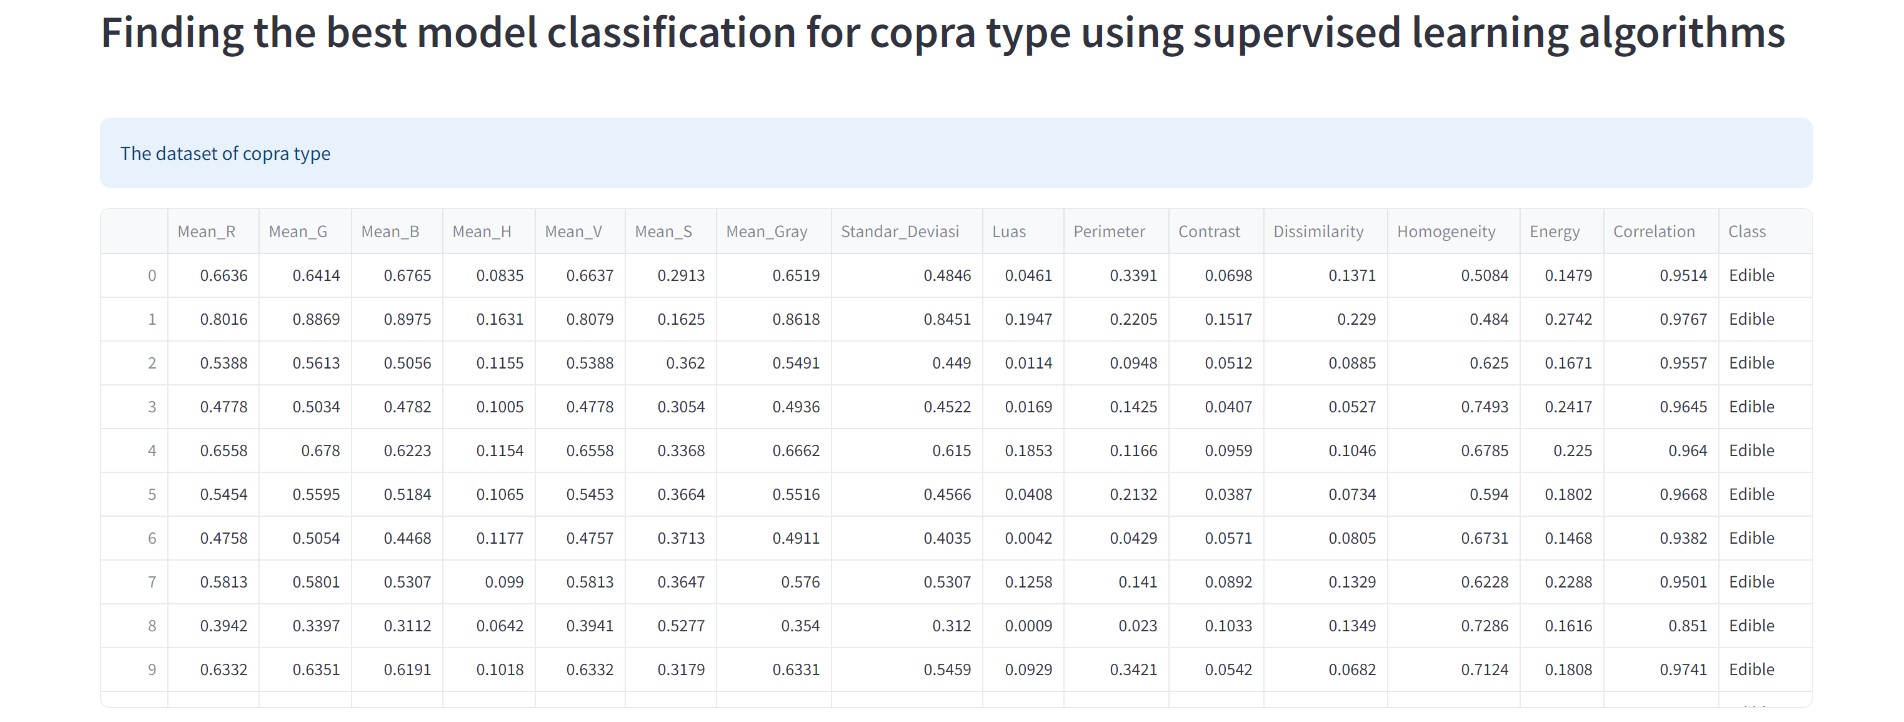 Finding the best model classification for copra type using supervised learning algorithms
The dataset of copra type
Mean_R Mean_G Mean_B Mean_H Mean_V Mean_S Mean_Gray Standar_Deviasi Luas Perimeter Contrast Dissimilarity Homogeneity Energy Correlation Class
0 0.6636 0.6414 0.6765 0.0835 0.6637 0.2913 0.6519 0.4846 0.0461 0.3391 0.0698 0.1371 0.5084 0.1479 0.9514 Edible
1 0.8016 0.8869 0.8975 0.1631 0.8079 0.1625 0.8618 0.8451 0.1947 0.2205 0.1517 0.229 0.484 0.2742 0.9767 Edible
2 0.5388 0.5613 0.5056 0.1155 0.5388 0.362 0.5491 0.449 0.0114 0.0948 0.0512 0.0885 0.625 0.1671 0.9557 Edible
3 0.4778 0.5034 0.4782 0.1005 0.4778 0.3054 0.4936 0.4522 0.0169 0.1425 0.0407 0.0527 0.7493 0.2417 0.9645 Edible
4 0.6558 0.678 0.6223 0.1154 0.6558 0.3368 0.6662 0.615 0.1853 0.1166 0.0959 0.1046 0.6785 0.225 0.964 Edible
5 0.5454 0.5595 0.5184 0.1065 0.5453 0.3664 0.5516 0.4566 0.0408 0.2132 0.0387 0.0734 0.594 0.1802 0.9668 Edible
6 0.4758 0.5054 0.4468 0.1177 0.4757 0.3713 0.4911 0.4035 0.0042 0.0429 0.0571 0.0805 0.6731 0.1468 0.9382 Edible
7 0.5813 0.5801 0.5307 0.099 0.5813 0.3647 0.576 0.5307 0.1258 0.141 0.0892 0.1329 0.6228 0.2288 0.9501 Edible
8 0.3942 0.3397 0.3112 0.0642 0.3941 0.5277 0.354 0.312 0.0009 0.023 0.1033 0.1349 0.7286 0.1616 0.851 Edible
9 0.6332 0.6351 0.6191 0.1018 0.6332 0.3179 0.6331 0.5459 0.0929 0.3421 0.0542 0.0682 0.7124 0.1808 0.9741 Edible